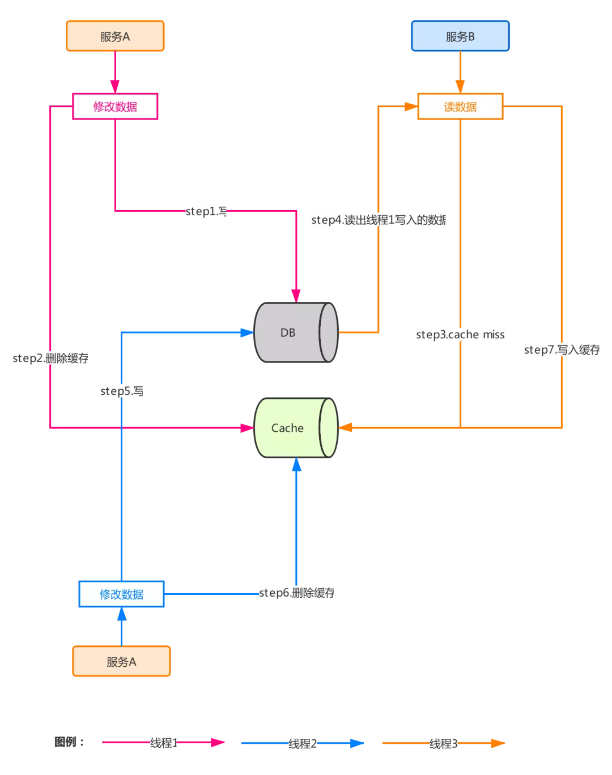 服务A
服务B
修改数据
读数据
step1.写
step4.读出线程1写入的数据
DB
step3.cache miss
step7.写入缓存
step2.删除缓存
step5.写
Cache
修改数据
step6.删除缓存
服务A
图例：
线程1
线程2
线程3